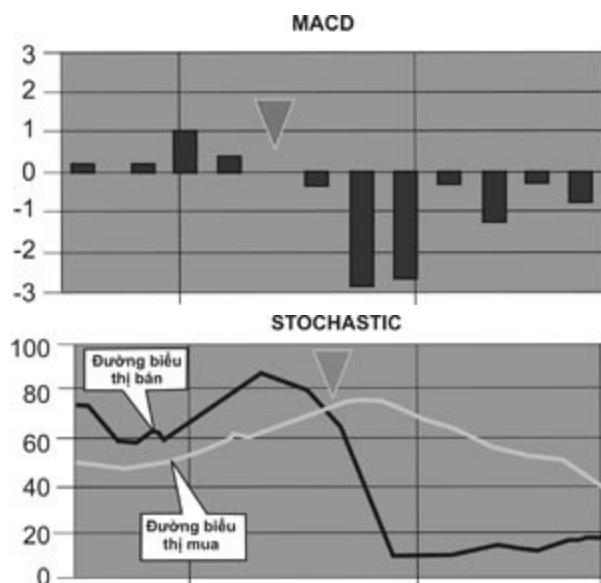 MACD
3
2
1
0
-1
-2
-3
STOCHASTIC
100
80
60
40
20
0
Đường biểu
thị bán
Đường biểu
thị mua